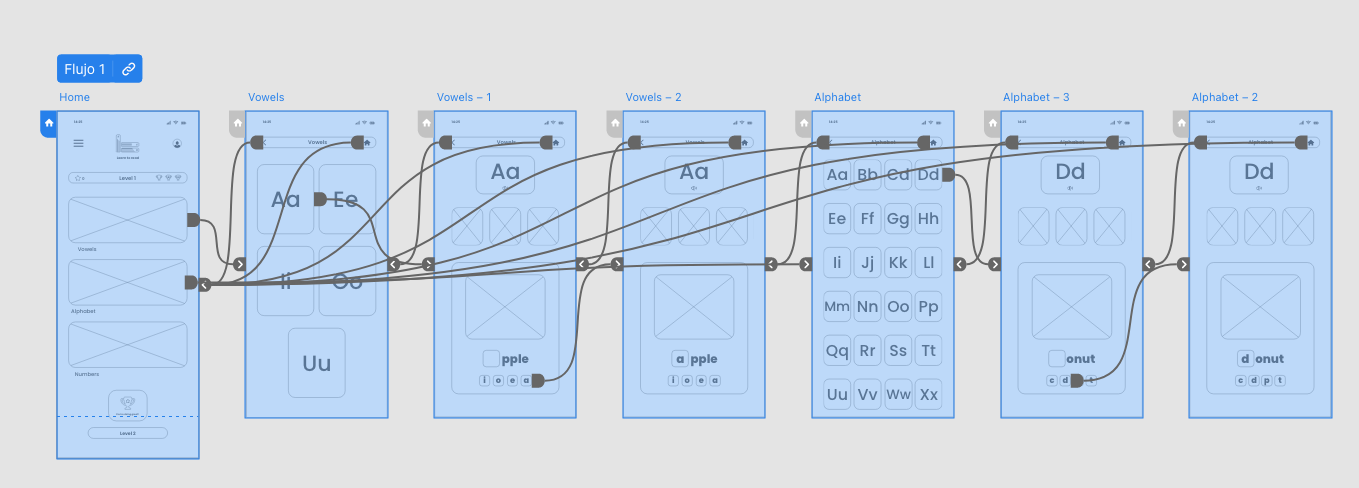 Flujo 1
Home
Vowels
Vowels – 1
Vowels – 2
Alphabet
Alphabet – 3
Alphabet – 2
Level 1
Vowels
Alphabet
Numbers
Level 2
Vowels
Aa
Ee
Ii
Oo
Uu
Vowels
Aa
pple
i o e a
Vowels
Aa
a pple
i o e a
Alphabet
Aa Bb Cd Dd
Ee Ff Gg Hh
Ii Jj Kk Ll
Mm Nn Oo Pp
Qq Rr Ss Tt
Uu Vv Ww Xx
Alphabet
Dd
onut
c d t
Alphabet
Dd
d onut
c d p t